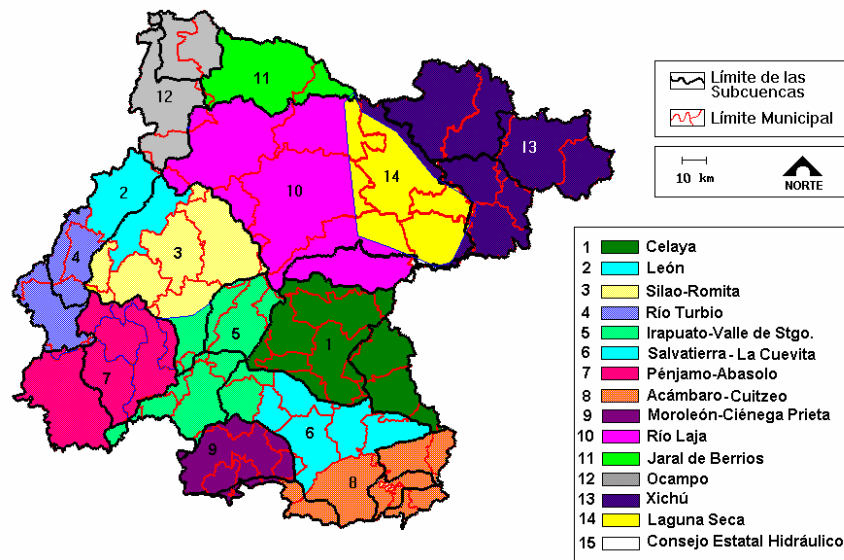 11
12
13
2
14
10
3
4
5
1
7
6
9
8
Límite de las
Subcuencas
Límite Municipal
10 km
NORTE
1 Celaya
2 León
3 Silao-Romita
4 Río Turbio
5 Irapuato-Valle de Stgo.
6 Salvatierra-La Cuevita
7 Pénjamo-Abasolo
8 Acámbaro-Cuitzeo
9 Moroleón-Ciénega Prieta
10 Río Laja
11 Jaral de Berrios
12 Ocampo
13 Xichú
14 Laguna Seca
15 Consejo Estatal Hidráulico